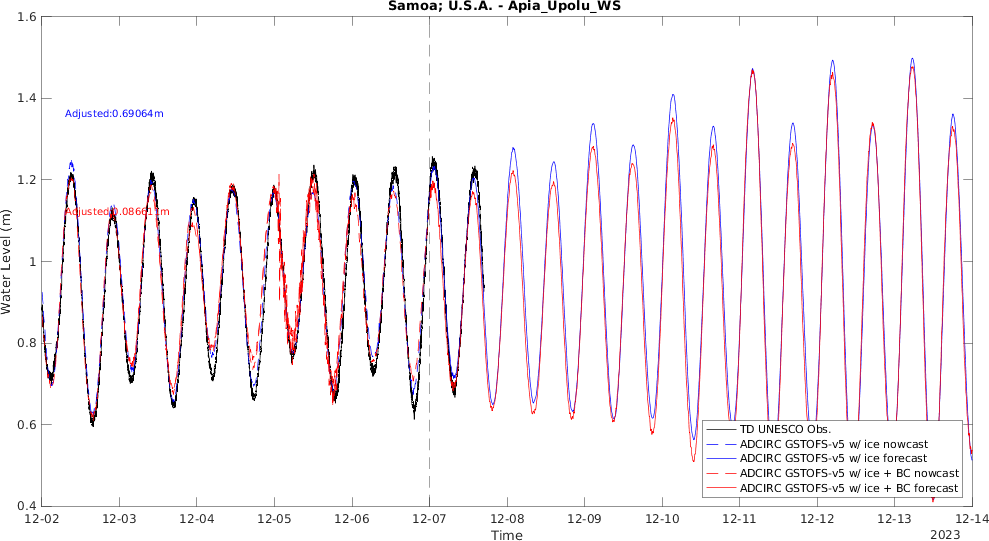 Samoa; U.S.A. - Apia_Upolu_WS
Water Level (m)
1.6
1.4
1.2
1
0.8
0.6
0.4
Adjusted:0.69064m
TD UNESCO Obs.
ADCIRC GSTOFS-v5 w/ ice nowcast
ADCIRC GSTOFS-v5 w/ ice forecast
ADCIRC GSTOFS-v5 w/ ice + BC nowcast
ADCIRC GSTOFS-v5 w/ ice + BC forecast
12-02 12-03 12-04 12-05 12-06 12-07 12-08 12-09 12-10 12-11 12-12 12-13 12-14
Time
2023